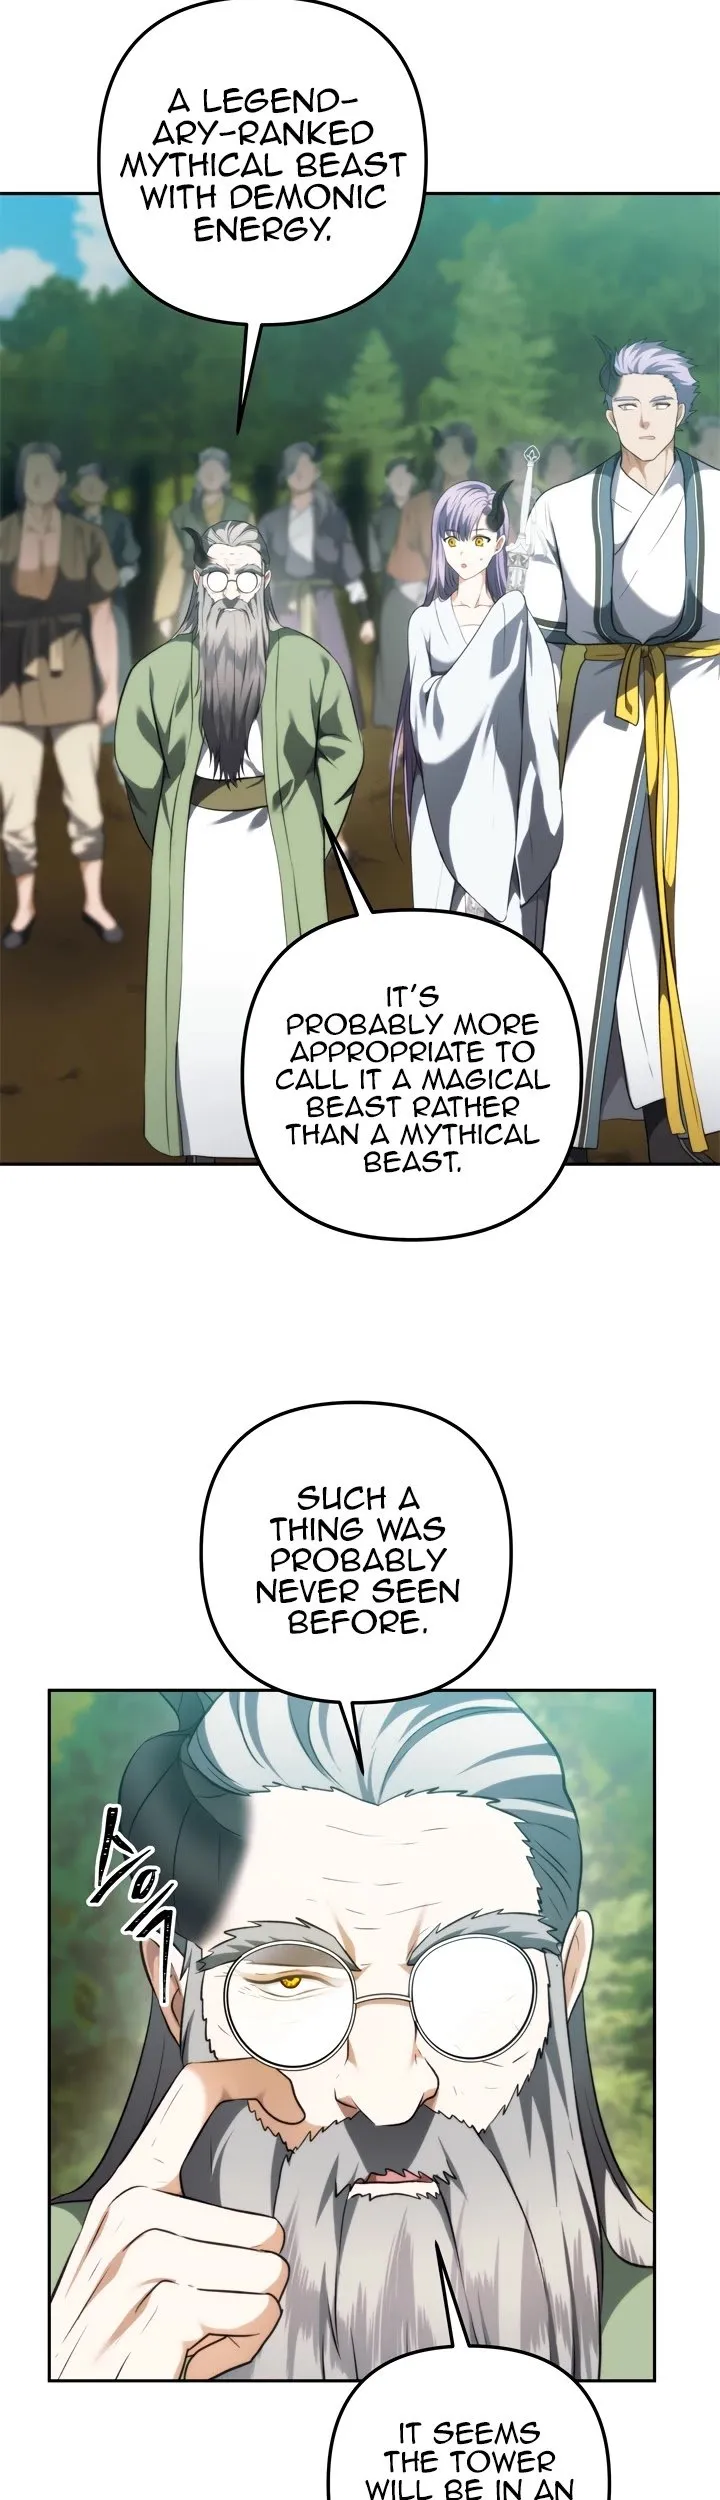 A LEGEND-
ARY-RANKED
MYTHICAL BEAST
WITH DEMONIC
ENERGY.
IT'S
PROBABLY MORE
APPROPRIATE TO
CALL IT A MAGICAL
BEAST RATHER
THAN A MYTHICAL
BEAST.
SUCH A
THING WAS
PROBABLY
NEVER SEEN
BEFORE.
IT SEEMS
THE TOWER
WILL BE IN AN